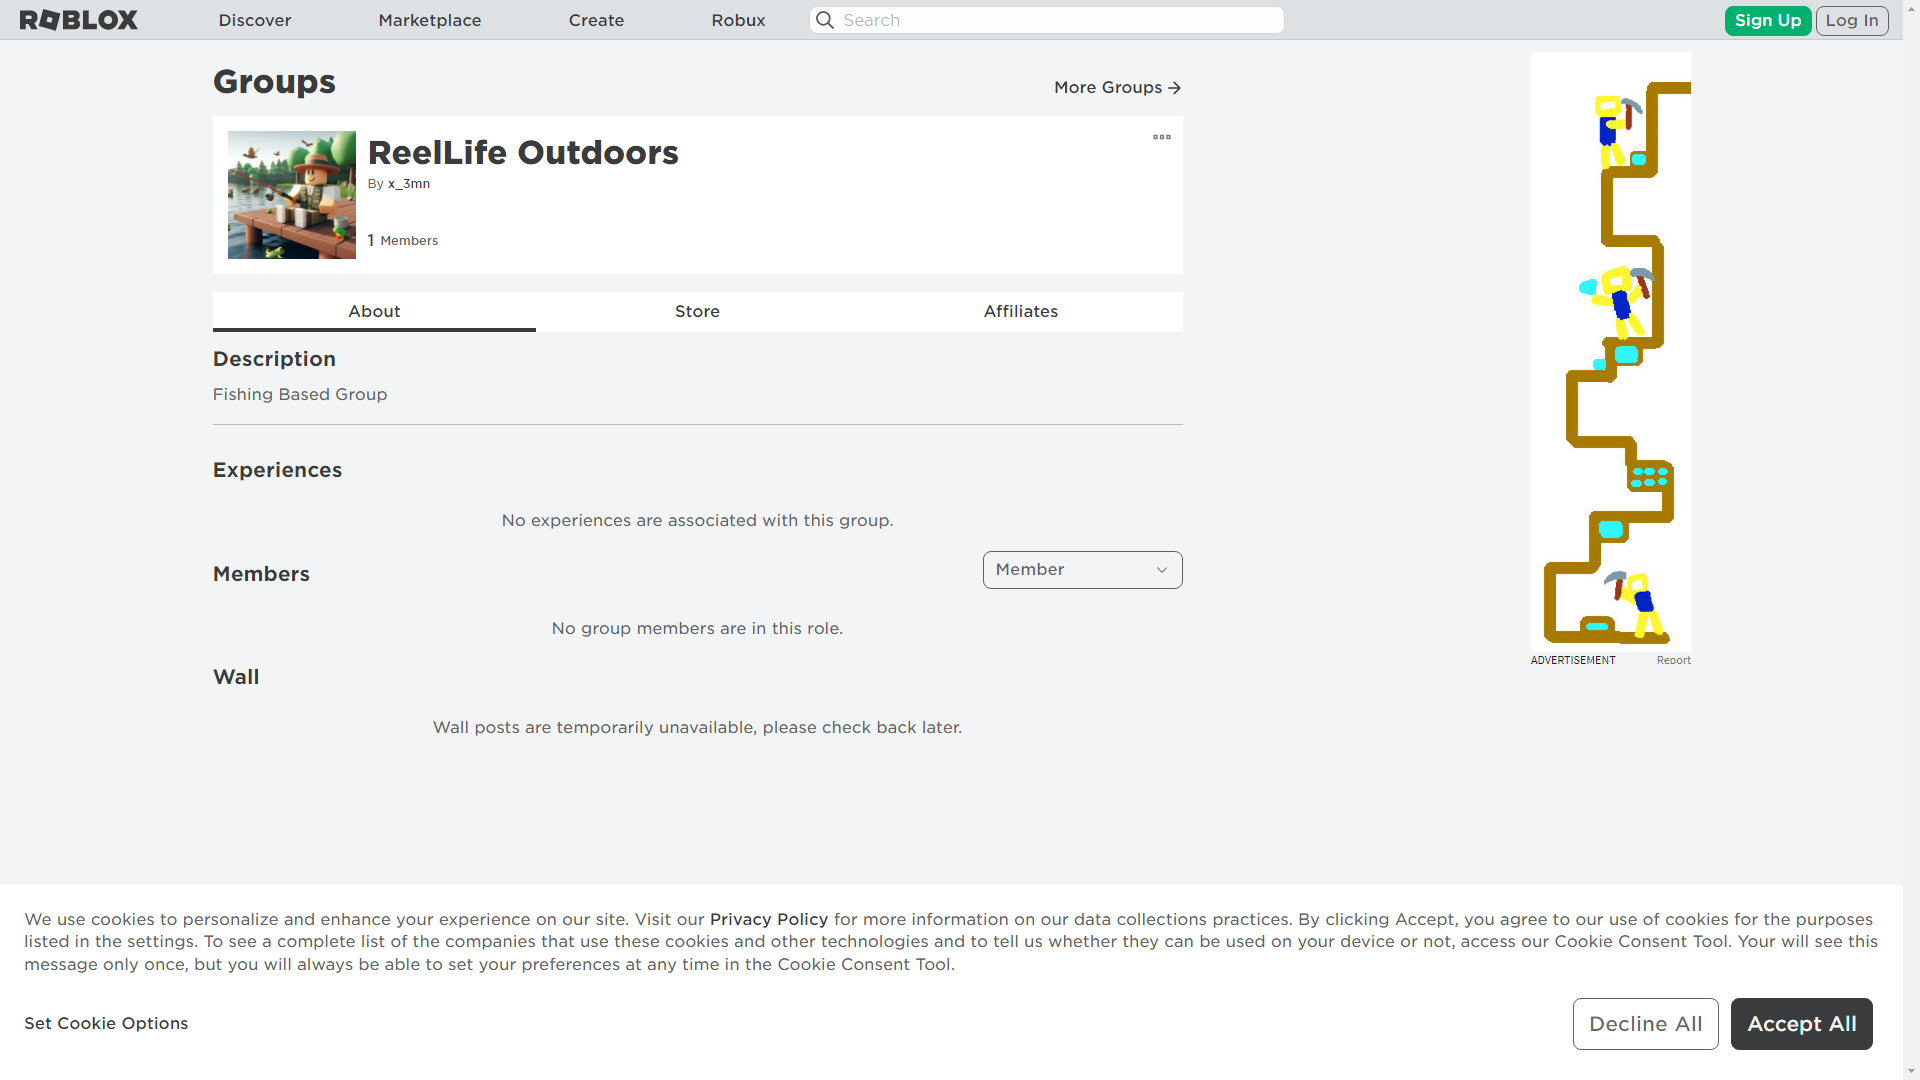 ROBLOX
Discover
Marketplace
Create
Robux
Search
Sign Up
Log In
Groups
More Groups
ReelLife Outdoors
By x_3mn
1 Members
About
Store
Affiliates
Description
Fishing Based Group
Experiences
No experiences are associated with this group.
Members
Member
No group members are in this role.
Wall
Wall posts are temporarily unavailable, please check back later.
ADVERTISEMENT
Report
We use cookies to personalize and enhance your experience on our site. Visit our Privacy Policy for more information on our data collections practices. By clicking Accept, you agree to our use of cookies for the purposes
listed in the settings. To see a complete list of the companies that use these cookies and other technologies and to tell us whether they can be used on your device or not, access our Cookie Consent Tool. Your will see this
message only once, but you will always be able to set your preferences at any time in the Cookie Consent Tool.
Set Cookie Options
Decline All
Accept All